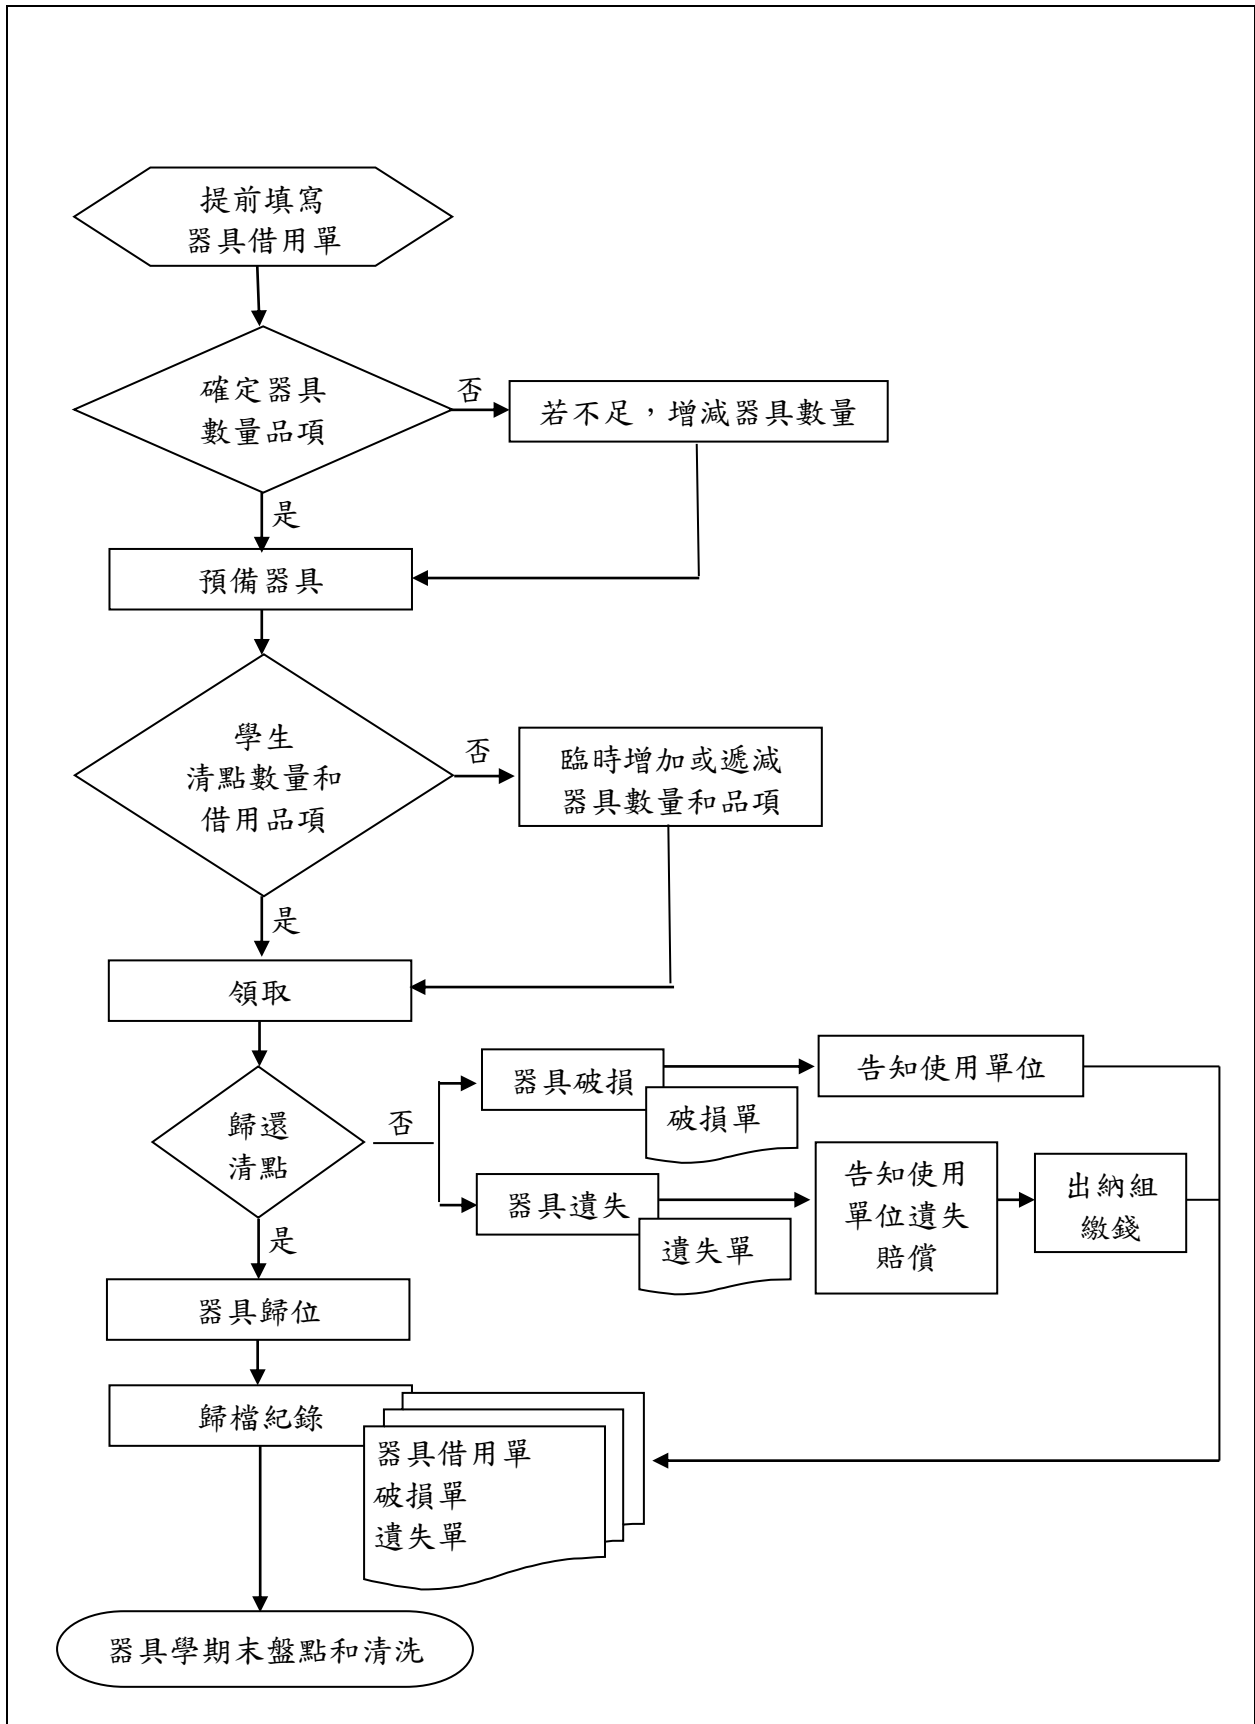 提前填寫
器具借用單
確定器具
數量品項
否
若不足，增減器具數量
是
預備器具
學生
清點數量和
借用品項
否
臨時增加或遞減
器具數量和品項
是
領取
歸還
清點
否
器具破損
破損單
告知使用單位
器具遺失
遺失單
告知使用
單位遺失
賠償
出納組
繳錢
是
器具歸位
歸檔紀錄
器具借用單
破損單
遺失單
器具學期末盤點和清洗